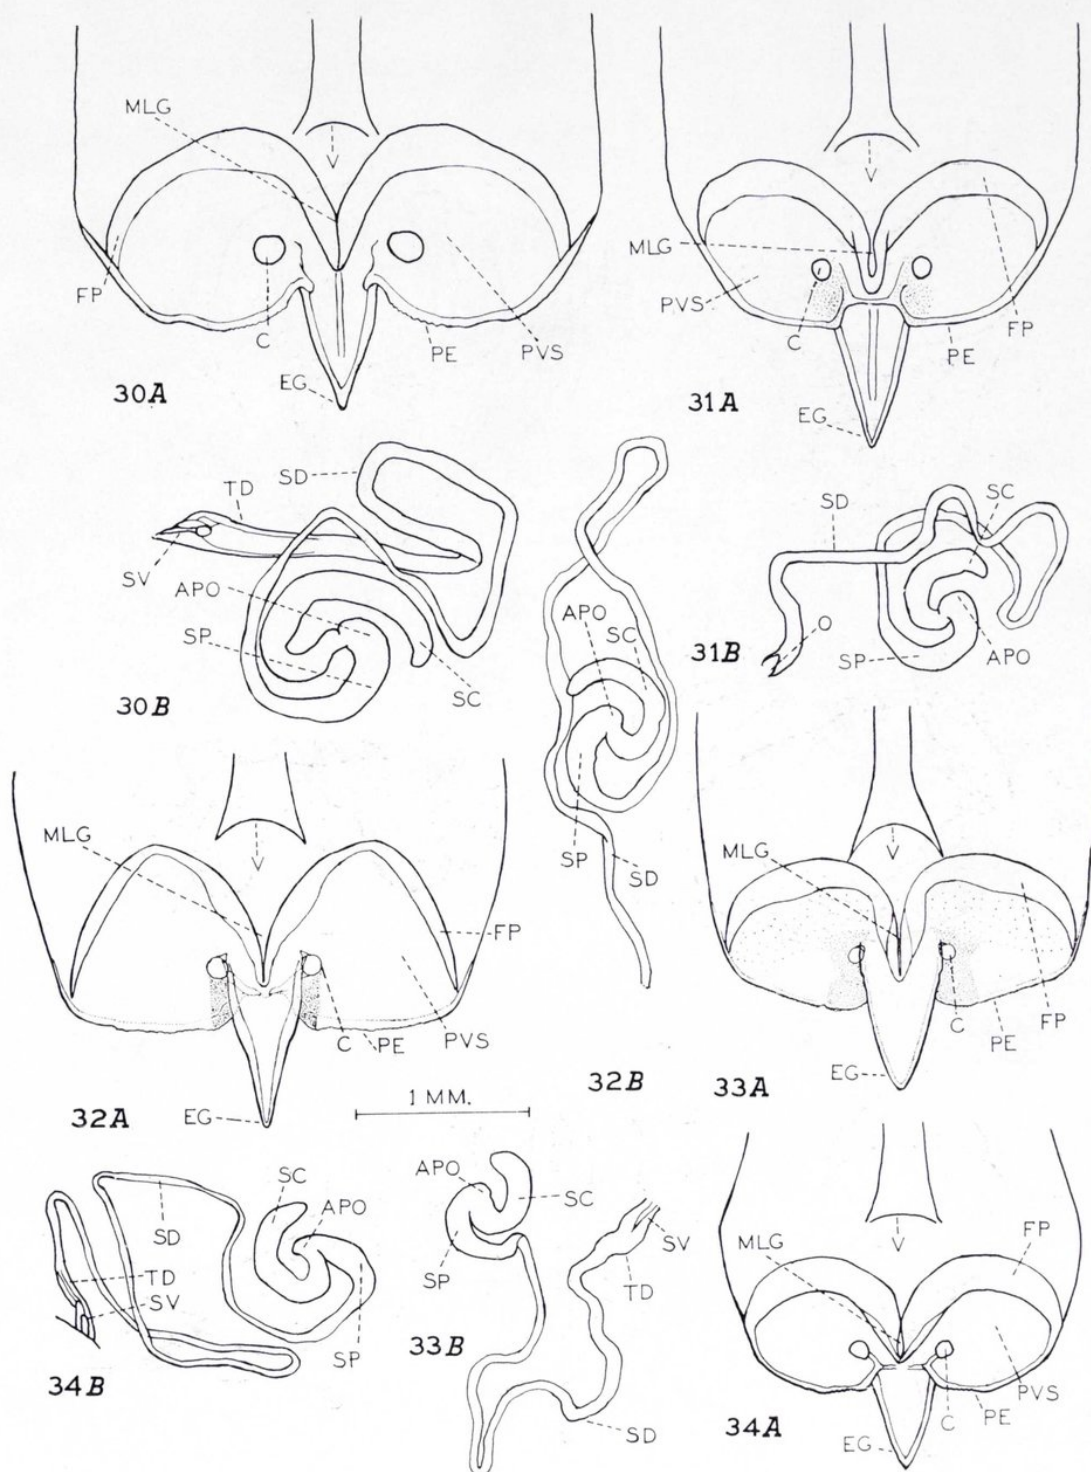 MLG
FP
C
EG
PE
PVS
30A
MLG
PVS
C
EG
PE
FP
31A
SD
TD
SV
APO
SP
SC
30B
APO
SC
SP
SD
32B
SD
SC
O
SP
APO
31B
MLG
FP
C
PE
PVS
EG
32A
1 MM.
MLG
C
FP
PE
EG
33A
SC
APO
SD
TD
SV
SP
34B
APO
SC
SP
SV
TD
SD
33B
MLG
FP
PVS
C
PE
EG
34A